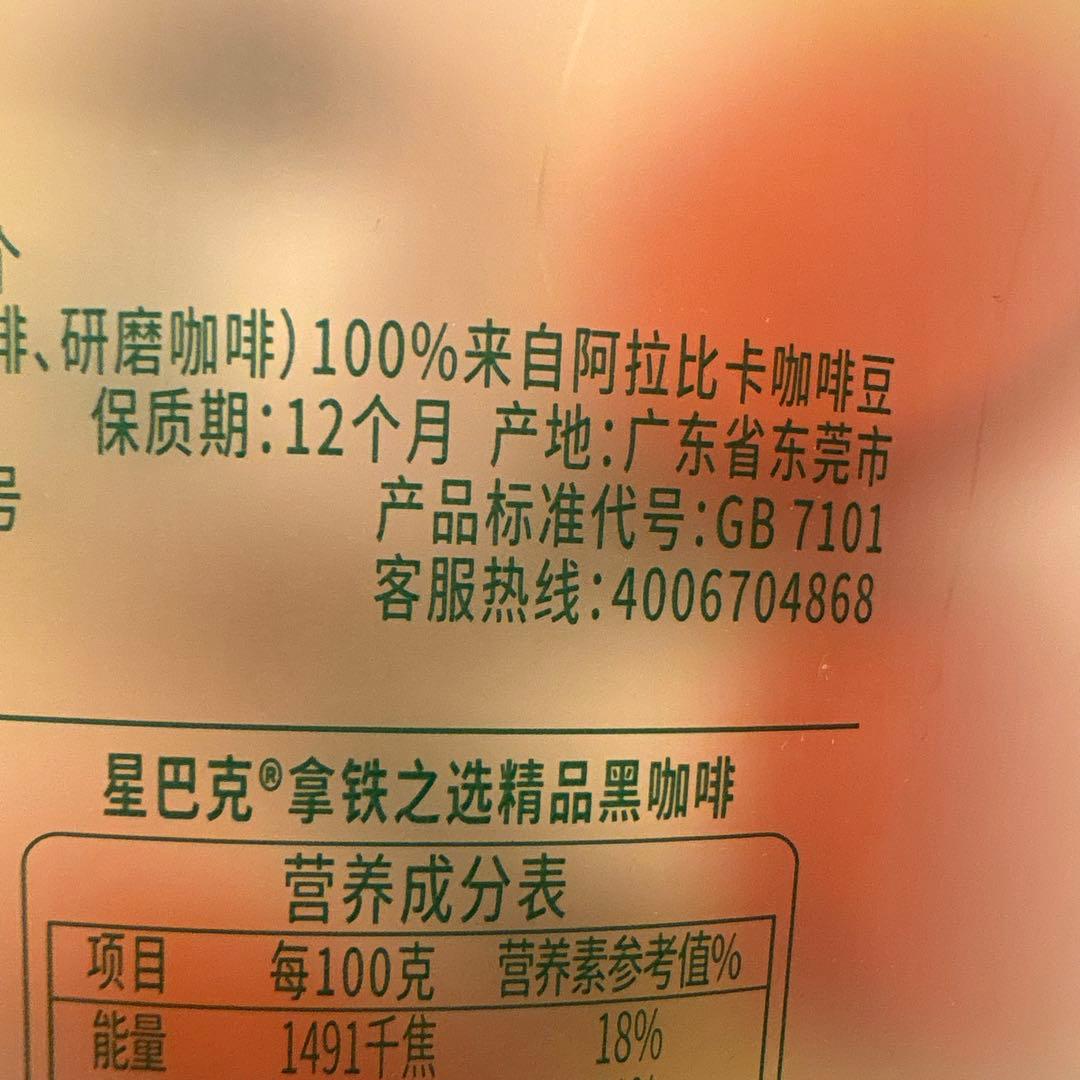 个
啡、研磨咖啡)100%来自阿拉比卡咖啡豆
保质期:12个月 产地:广东省东莞市
号 产品标准代号:GB 7101
客服热线:4006704868
星巴克®拿铁之选精品黑咖啡
营养成分表
项目 每100克 营养素参考值%
能量 1491千焦 18%